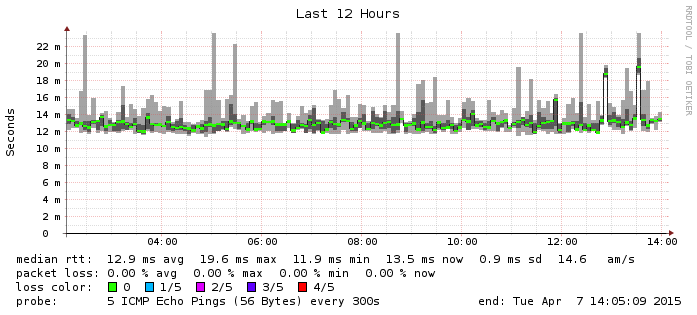 Last 12 Hours
RRDTOOL / TOBI OETIKER
Seconds
22 m
20 m
18 m
16 m
14 m
12 m
10 m
8 m
6 m
4 m
2 m
0
04:00 06:00 08:00 10:00 12:00 14:00
median rtt: 12.9 ms avg 19.6 ms max 11.9 ms min 13.5 ms now 0.9 ms sd 14.6 am/s
packet loss: 0.00 % avg 0.00 % max 0.00 % min 0.00 % now
loss color: 0 1/5 2/5 3/5 4/5
probe: 5 ICMP Echo Pings (56 Bytes) every 300s end: Tue Apr 7 14:05:09 2015